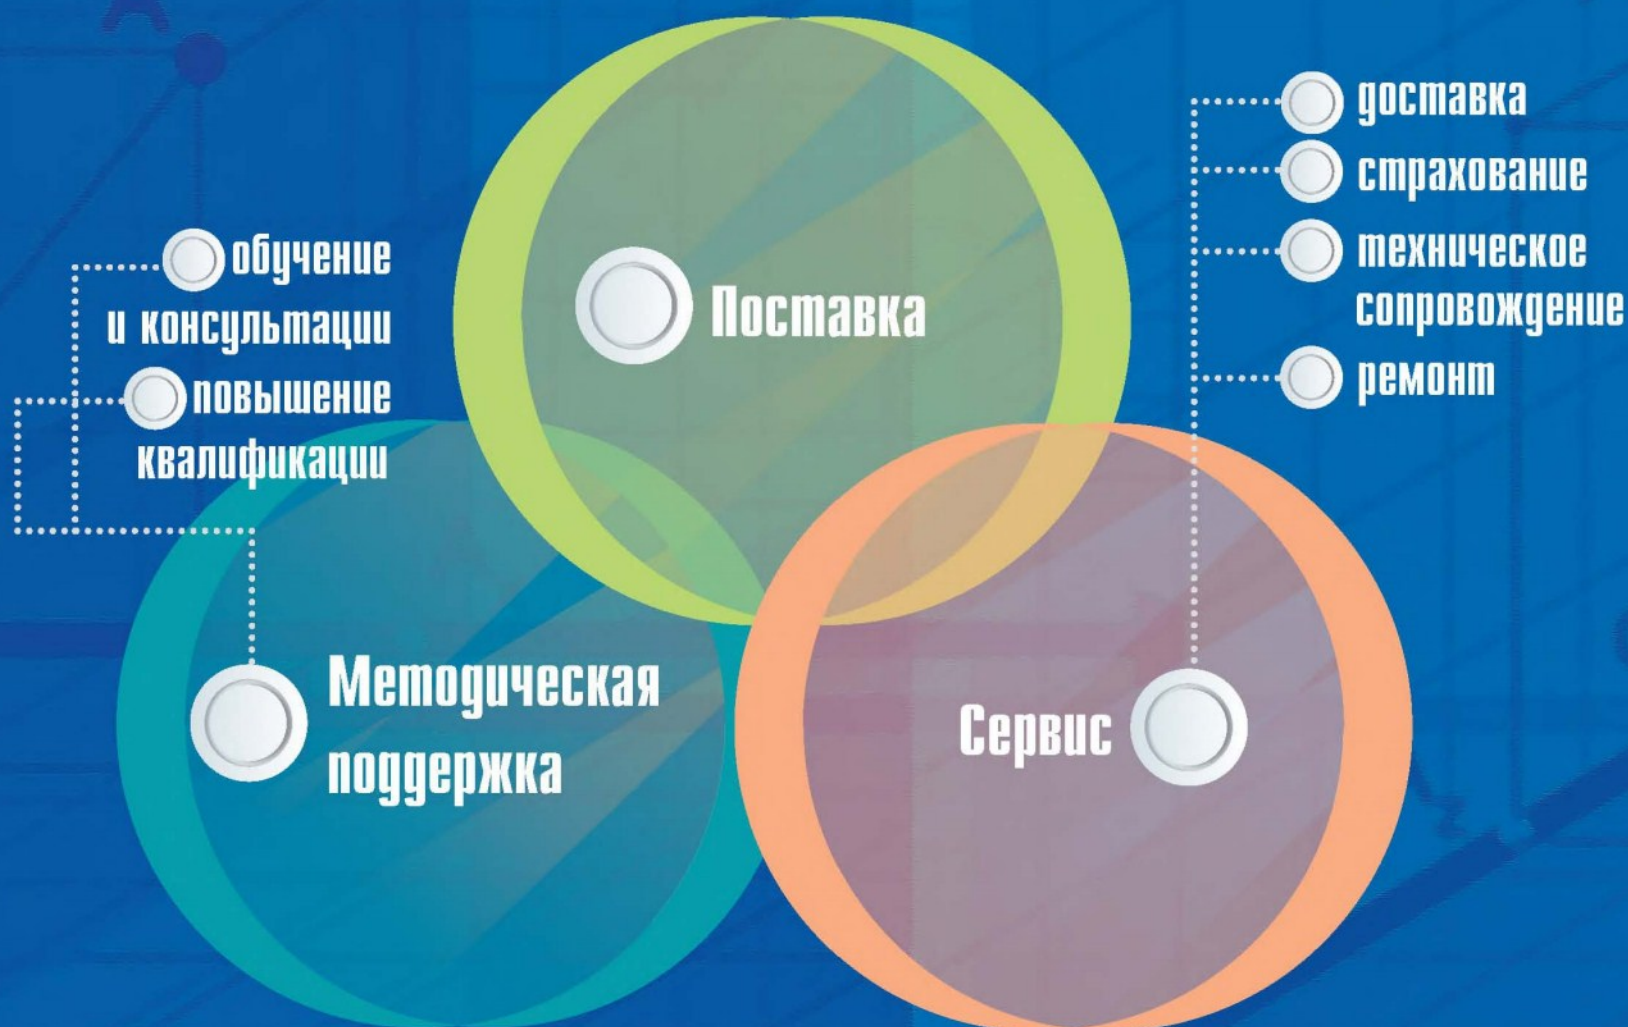 обучение
и консультации
повышение
квалификации
Поставка
доставка
страхование
техническое
сопровождение
ремонт
Методическая
поддержка
Сервис